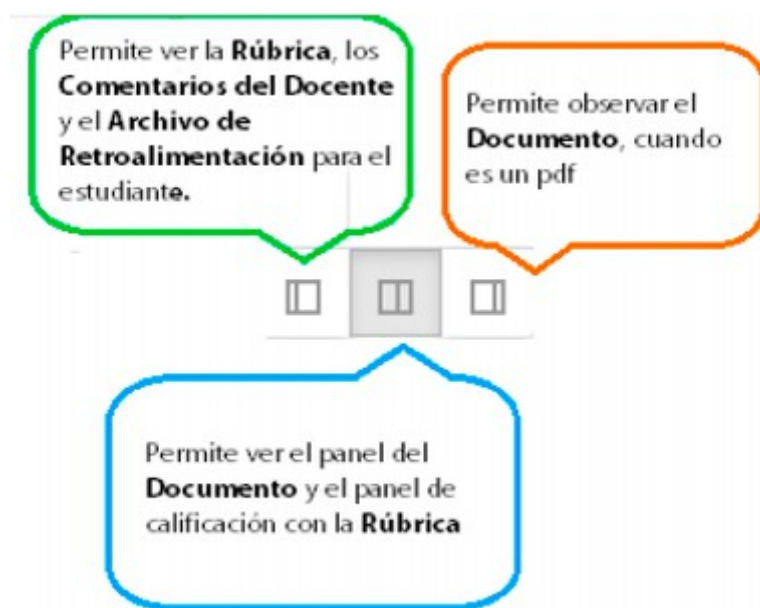 Permite ver la Rúbrica, los
Comentarios del Docente
y el Archivo de
Retroalimentación para el
estudiante.
Permite observar el
Documento, cuando
es un pdf
Permite ver el panel del
Documento y el panel de
calificación con la Rúbrica